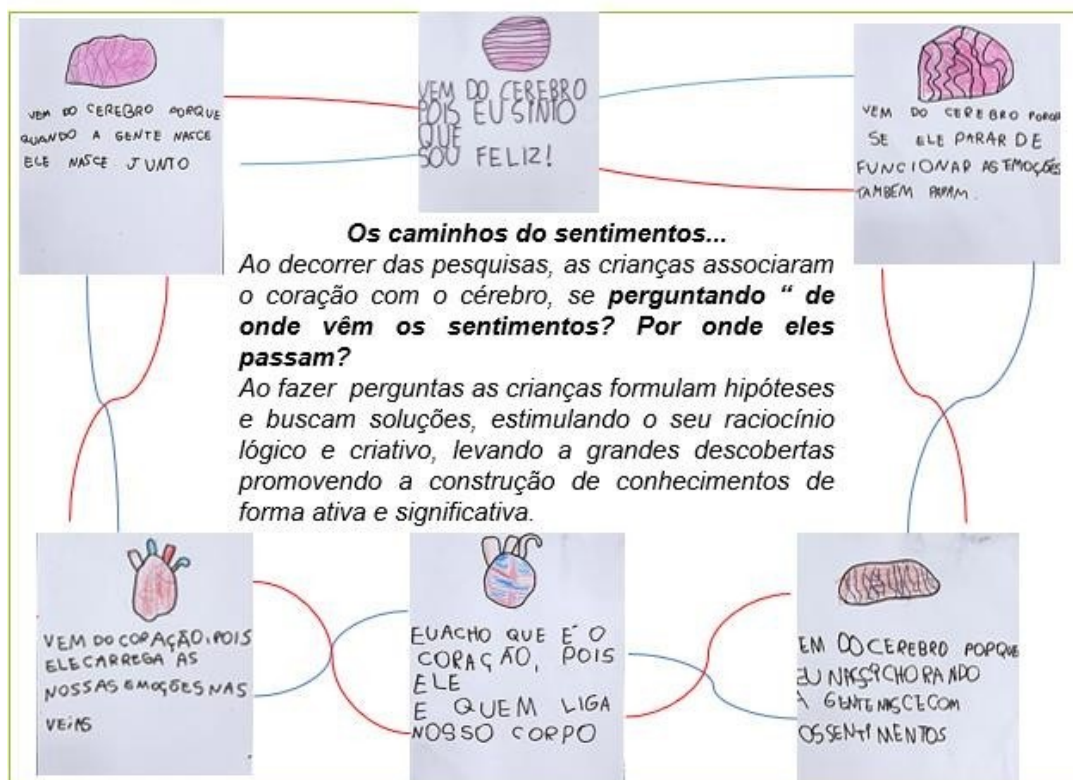 VEM DO CEREBRO PORQUE
QUANDO A GENTE NASCE
ELE NASCE JUNTO
VEM DO CEREBRO
POIS EU SINTO
QUE
SOU FELIZ!
VEM DO CEREBRO PORQUE
SE ELE PARAR DE
FUNCIONAR AS EMOÇÕES
TAMBÉM PARAM.
Os caminhos do sentimentos...
Ao decorrer das pesquisas, as crianças associaram
o coração com o cérebro, se perguntando “ de
onde vêm os sentimentos? Por onde eles
passam?
Ao fazer perguntas as crianças formulam hipóteses
e buscam soluções, estimulando o seu raciocínio
lógico e criativo, levando a grandes descobertas
promovendo a construção de conhecimentos de
forma ativa e significativa.
VEM DO CORAÇÃO, POIS
ELE CARREGA AS
NOSSAS EMOÇÕES NAS
VEIAS
EU ACHO QUE É O
CORAÇÃO, POIS
ELE
E QUEM LIGA
NOSSO CORPO
EM DO CEREBRO PORQUE
EU NASCI CHORANDO
A GENTE NASCE COM
OS SENTIMENTOS